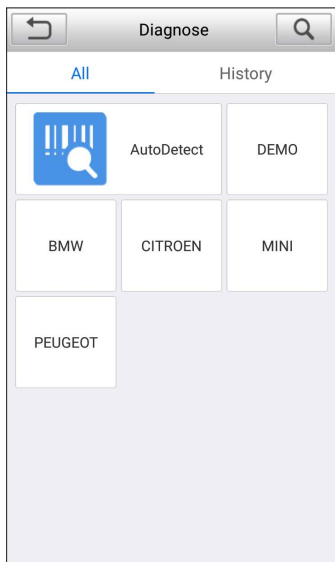 Diagnose
All History
AutoDetect DEMO
BMW CITROEN MINI
PEUGEOT